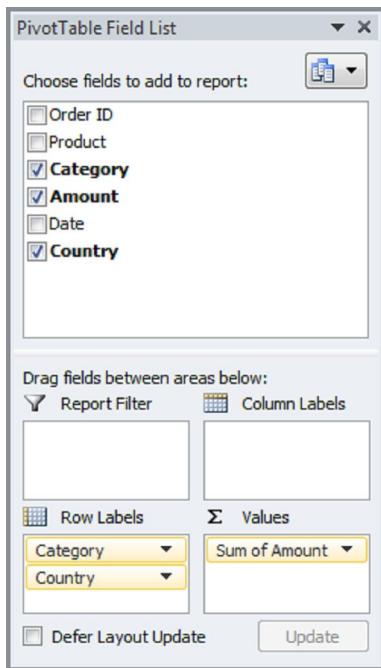 PivotTable Field List
Choose fields to add to report:
Order ID
Product
Category
Amount
Date
Country
Drag fields between areas below:
Report Filter
Column Labels
Row Labels
Σ Values
Category
Country
Sum of Amount
Defer Layout Update
Update